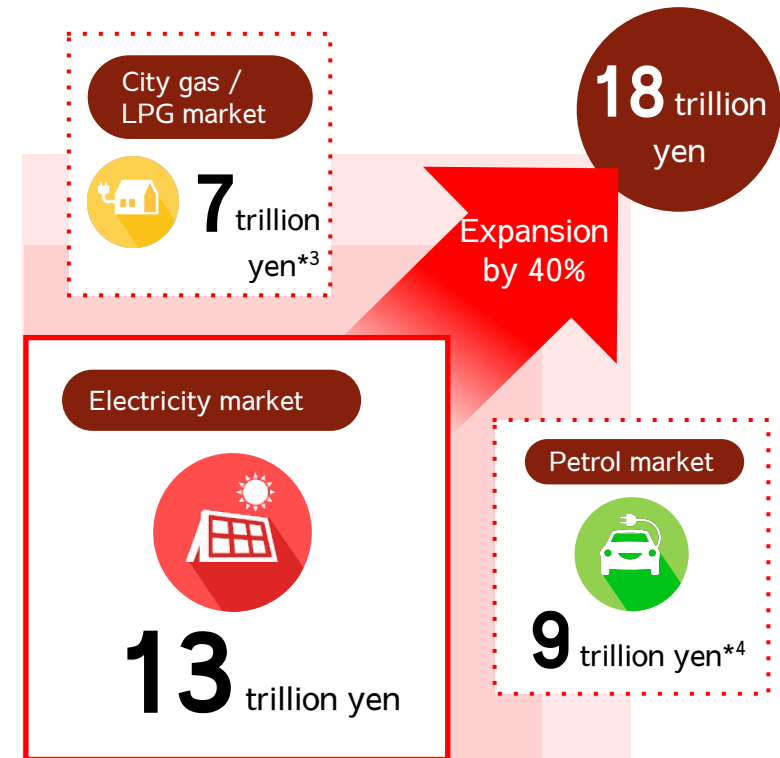 City gas /
LPG market
7 trillion
yen*3
18 trillion
yen
Expansion
by 40%
Electricity market
13 trillion yen
Petrol market
9 trillion yen*4